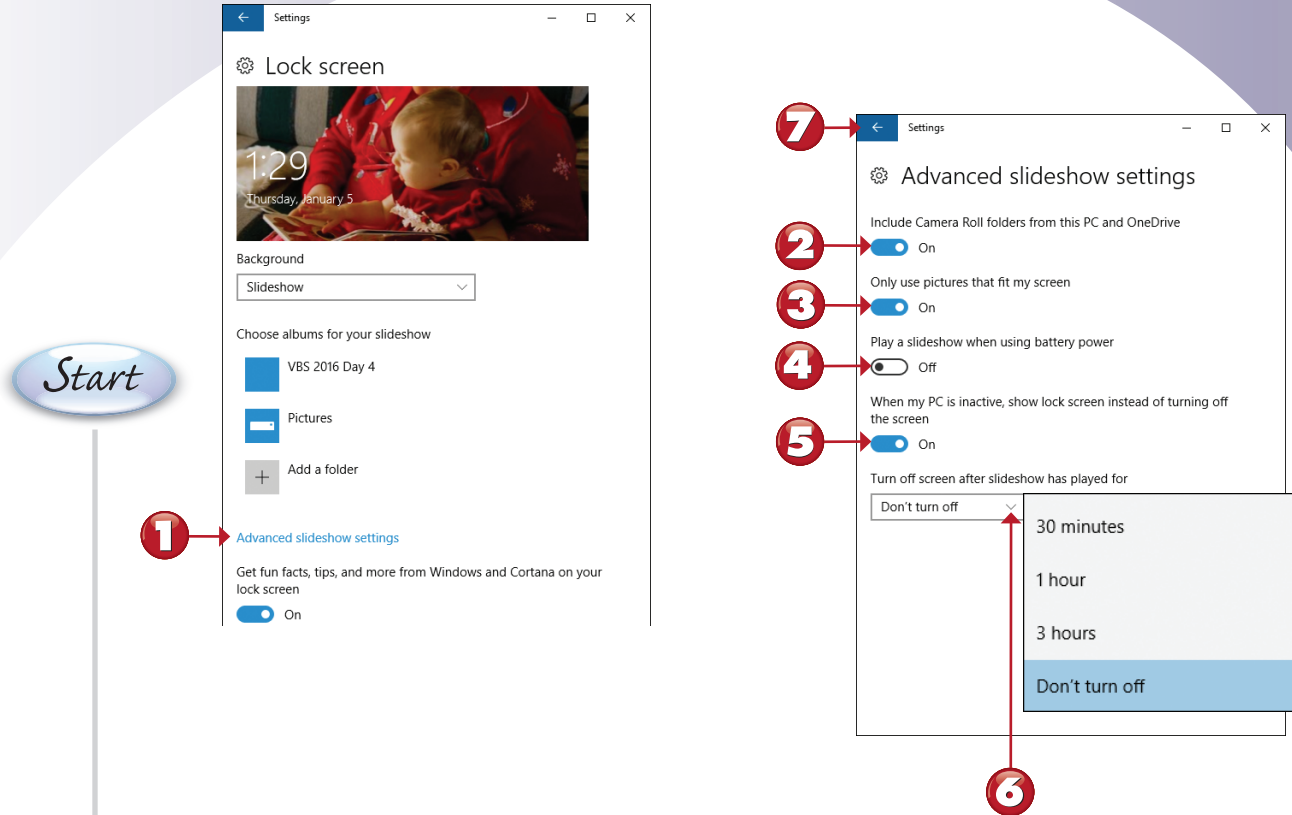 Settings
Lock screen
1:29
Thursday, January 5
Background
Slideshow
Choose albums for your slideshow
VBS 2016 Day 4
Pictures
Add a folder
1
Advanced slideshow settings
Get fun facts, tips, and more from Windows and Cortana on your
lock screen
On
Start
7
Settings
Advanced slideshow settings
Include Camera Roll folders from this PC and OneDrive
2
On
Only use pictures that fit my screen
3
On
Play a slideshow when using battery power
4
Off
When my PC is inactive, show lock screen instead of turning off
the screen
5
On
Turn off screen after slideshow has played for
Don't turn off
30 minutes
1 hour
3 hours
Don't turn off
6